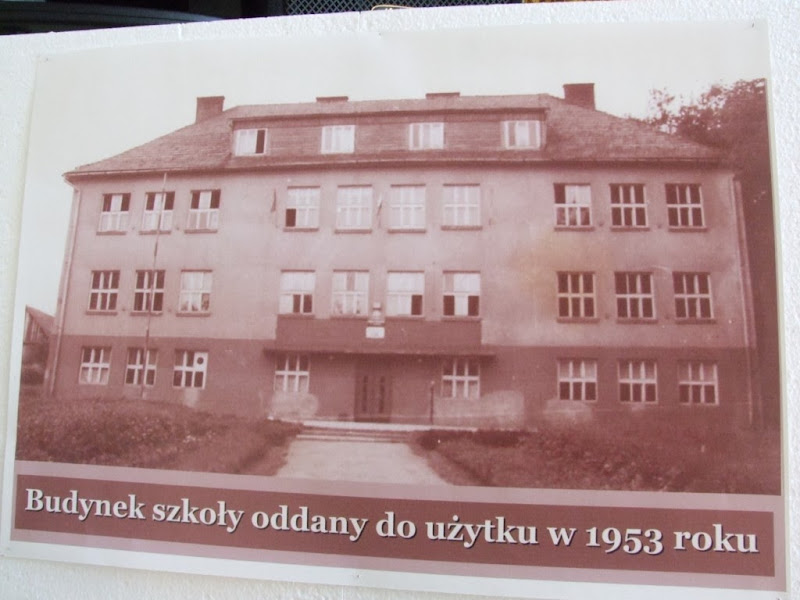 Budynek szkoły oddany do użytku w 1953 roku